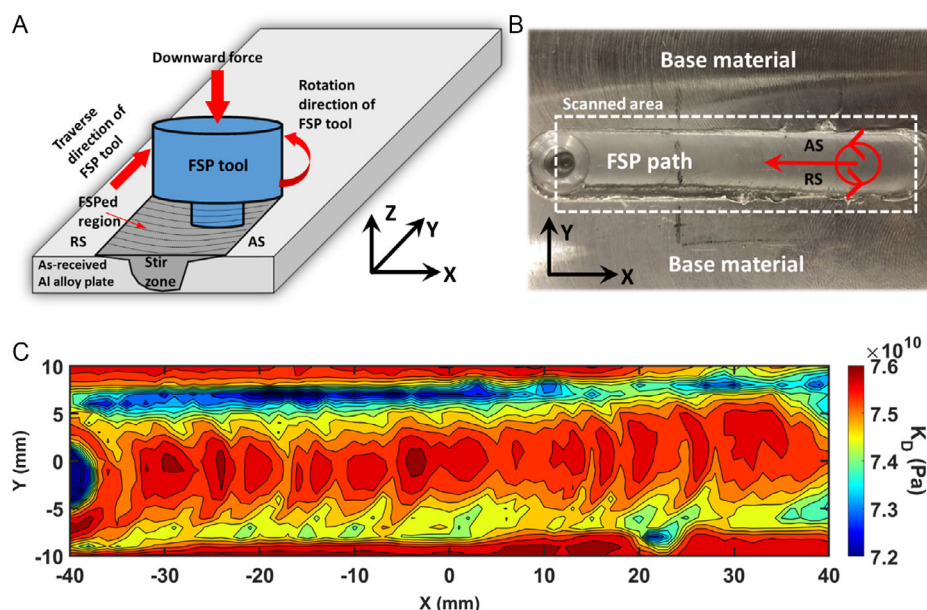 A
Downward force
Traverse
direction of
FSP tool
Rotation
direction of
FSP tool
FSP tool
FSPed
region
RS
AS
As-received
Al alloy plate
Stir
zone
Z
Y
X
B
Base material
Scanned area
FSP path
AS
RS
Y
X
Base material
C
10
5
0
-5
-10
Y (mm)
-40
-30
-20
-10
0
10
20
30
40
X (mm)
×10¹⁰
7.6
7.5
7.4
7.3
7.2
K_D (Pa)